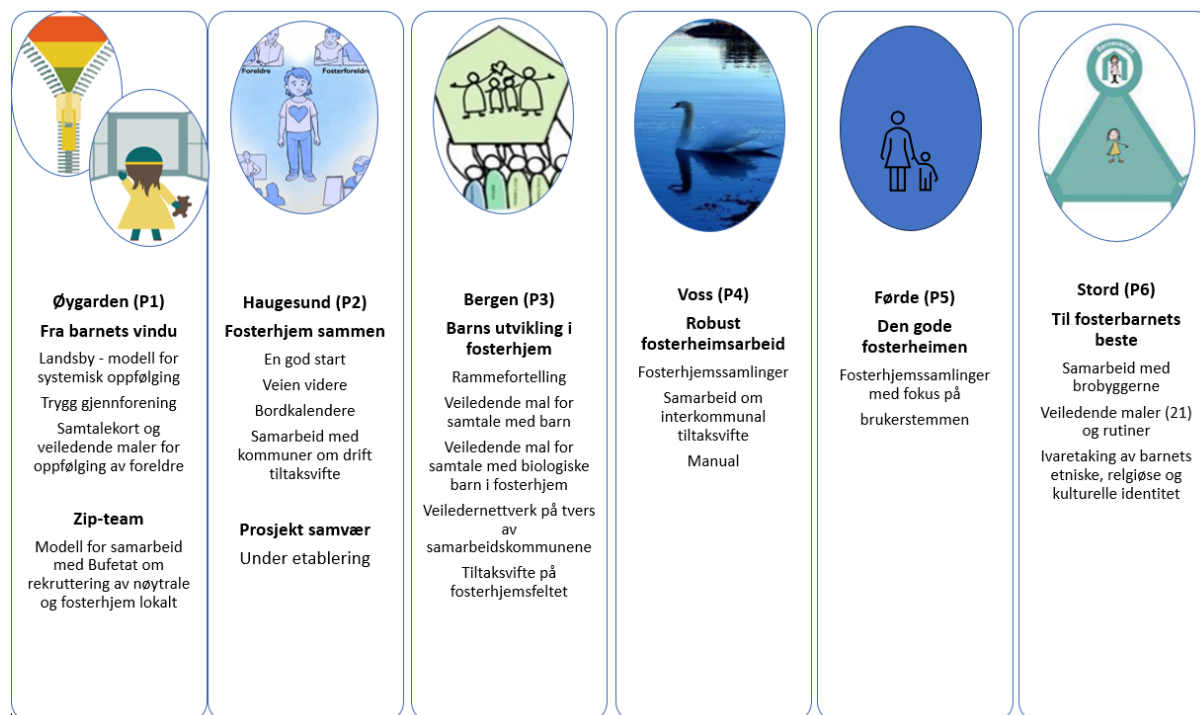 Øygarden (P1)
Fra barnets vindu
Landsby - modell for
systemisk oppfølging
Trygg gjennforening
Samtalekort og
veiledende maler for
oppfølging av foreldre
Zip-team
Modell for samarbeid
med Bufetat om
rekruttering av nøytrale
og fosterhjem lokalt
Foreldre
Fosterforeldre
Haugesund (P2)
Fosterhjem sammen
En god start
Veien videre
Bordkalendere
Samarbeid med
kommuner om drift
tiltaksvifte
Prosjekt samvær
Under etablering
Bergen (P3)
Barns utvikling i
fosterhjem
Rammefortelling
Veiledende mal for
samtale med barn
Veiledende mal for
samtale med biologiske
barn i fosterhjem
Veiledernettverk på tvers
av
samarbeidskommunene
Tiltaksvifte på
fosterhjemsfeltet
Voss (P4)
Robust
fosterheimsarbeid
Fosterhjemssamlinger
Samarbeid om
interkommunal
tiltaksvifte
Manual
Førde (P5)
Den gode
fosterheimen
Fosterhjemssamlinger
med fokus på
brukerstemmen
Barnevernet
Stord (P6)
Til fosterbarnets
beste
Samarbeid med
brobyggerne
Veiledende maler (21)
og rutiner
Ivaretaking av barnets
etniske, relgiøse og
kulturelle identitet